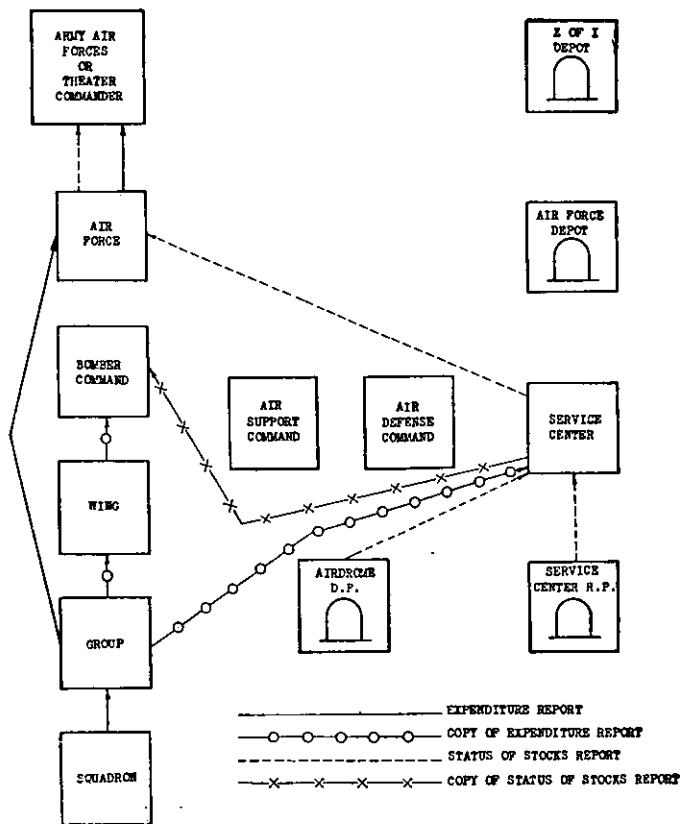 ARMY AIR
FORCES
OR
THEATER
COMMANDER
Z OF I
DEPOT
AIR
FORCE
AIR FORCE
DEPOT
BOMBER
COMMAND
AIR
SUPPORT
COMMAND
AIR
DEFENSE
COMMAND
SERVICE
CENTER
WING
AIRDROME
D.P.
SERVICE
CENTER R.P.
GROUP
SQUADRON
EXPENDITURE REPORT
COPY OF EXPENDITURE REPORT
STATUS OF STOCKS REPORT
COPY OF STATUS OF STOCKS REPORT